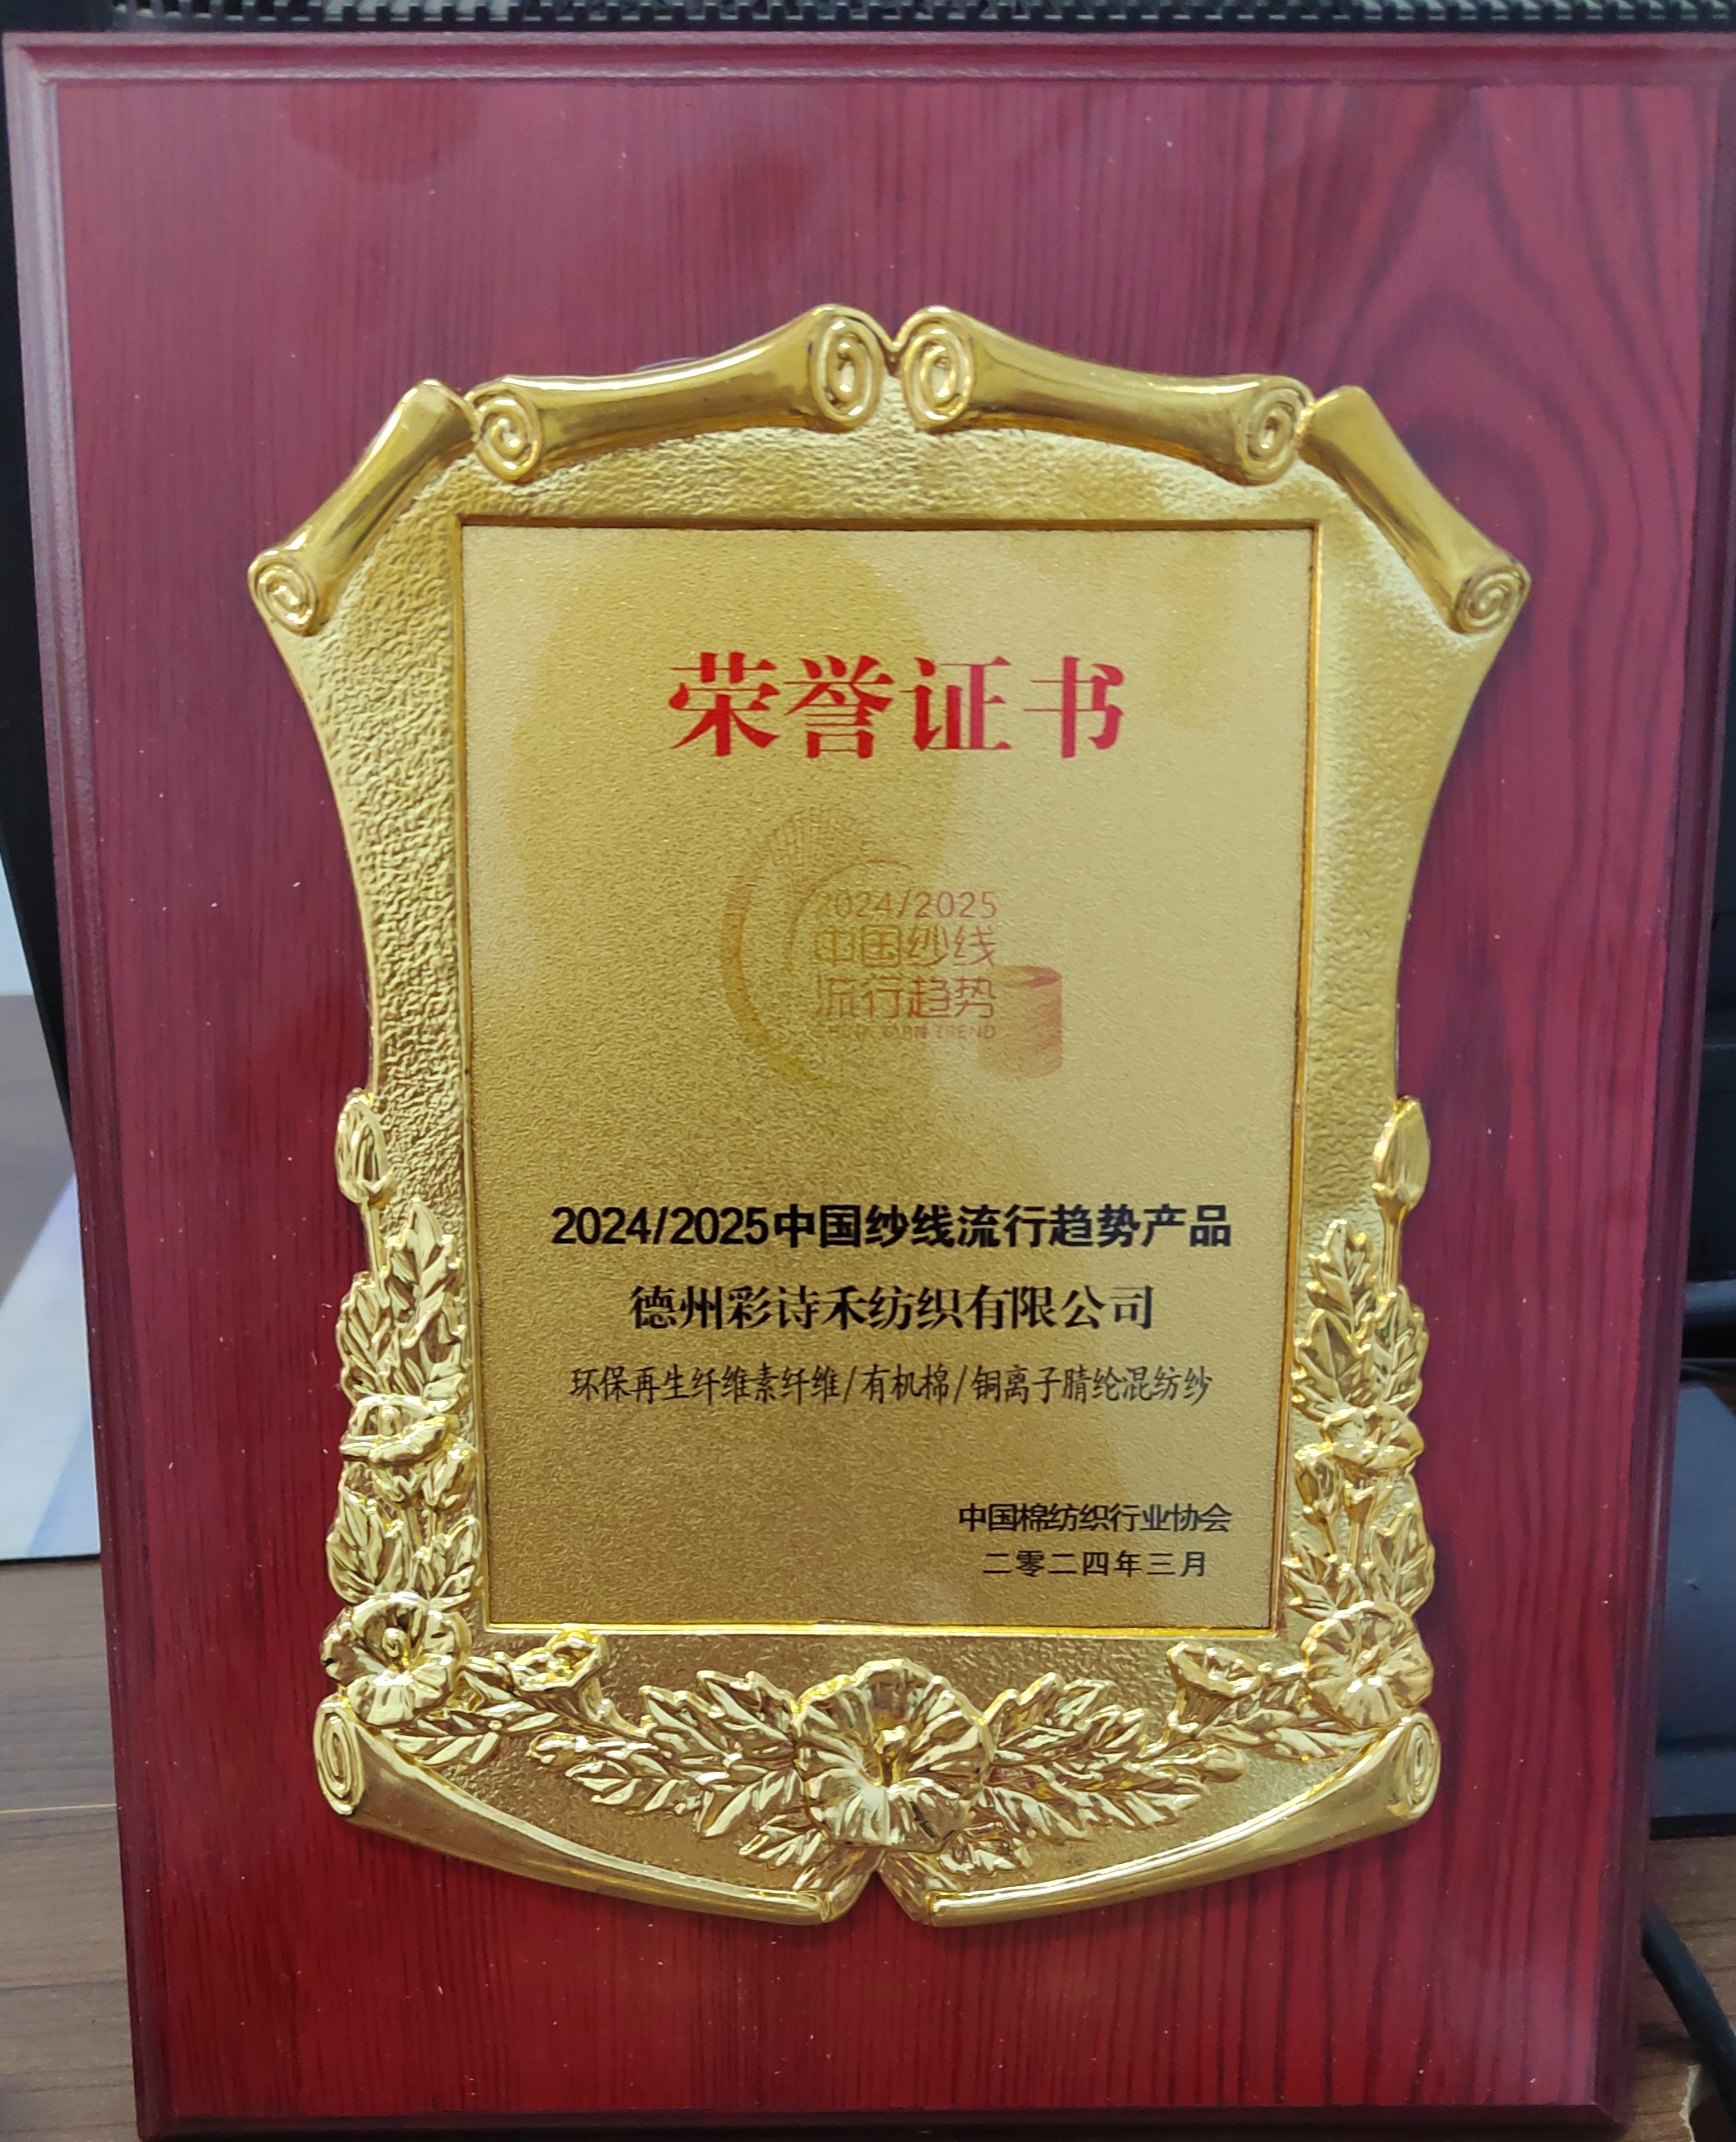 荣誉证书
2024/2025
中国纱线
流行趋势
CHINA YARN TREND
2024/2025中国纱线流行趋势产品
德州彩诗禾纺织有限公司
环保再生纤维素纤维/有机棉/铜离子腈纶混纺纱
中国棉纺织行业协会
二零二四年三月